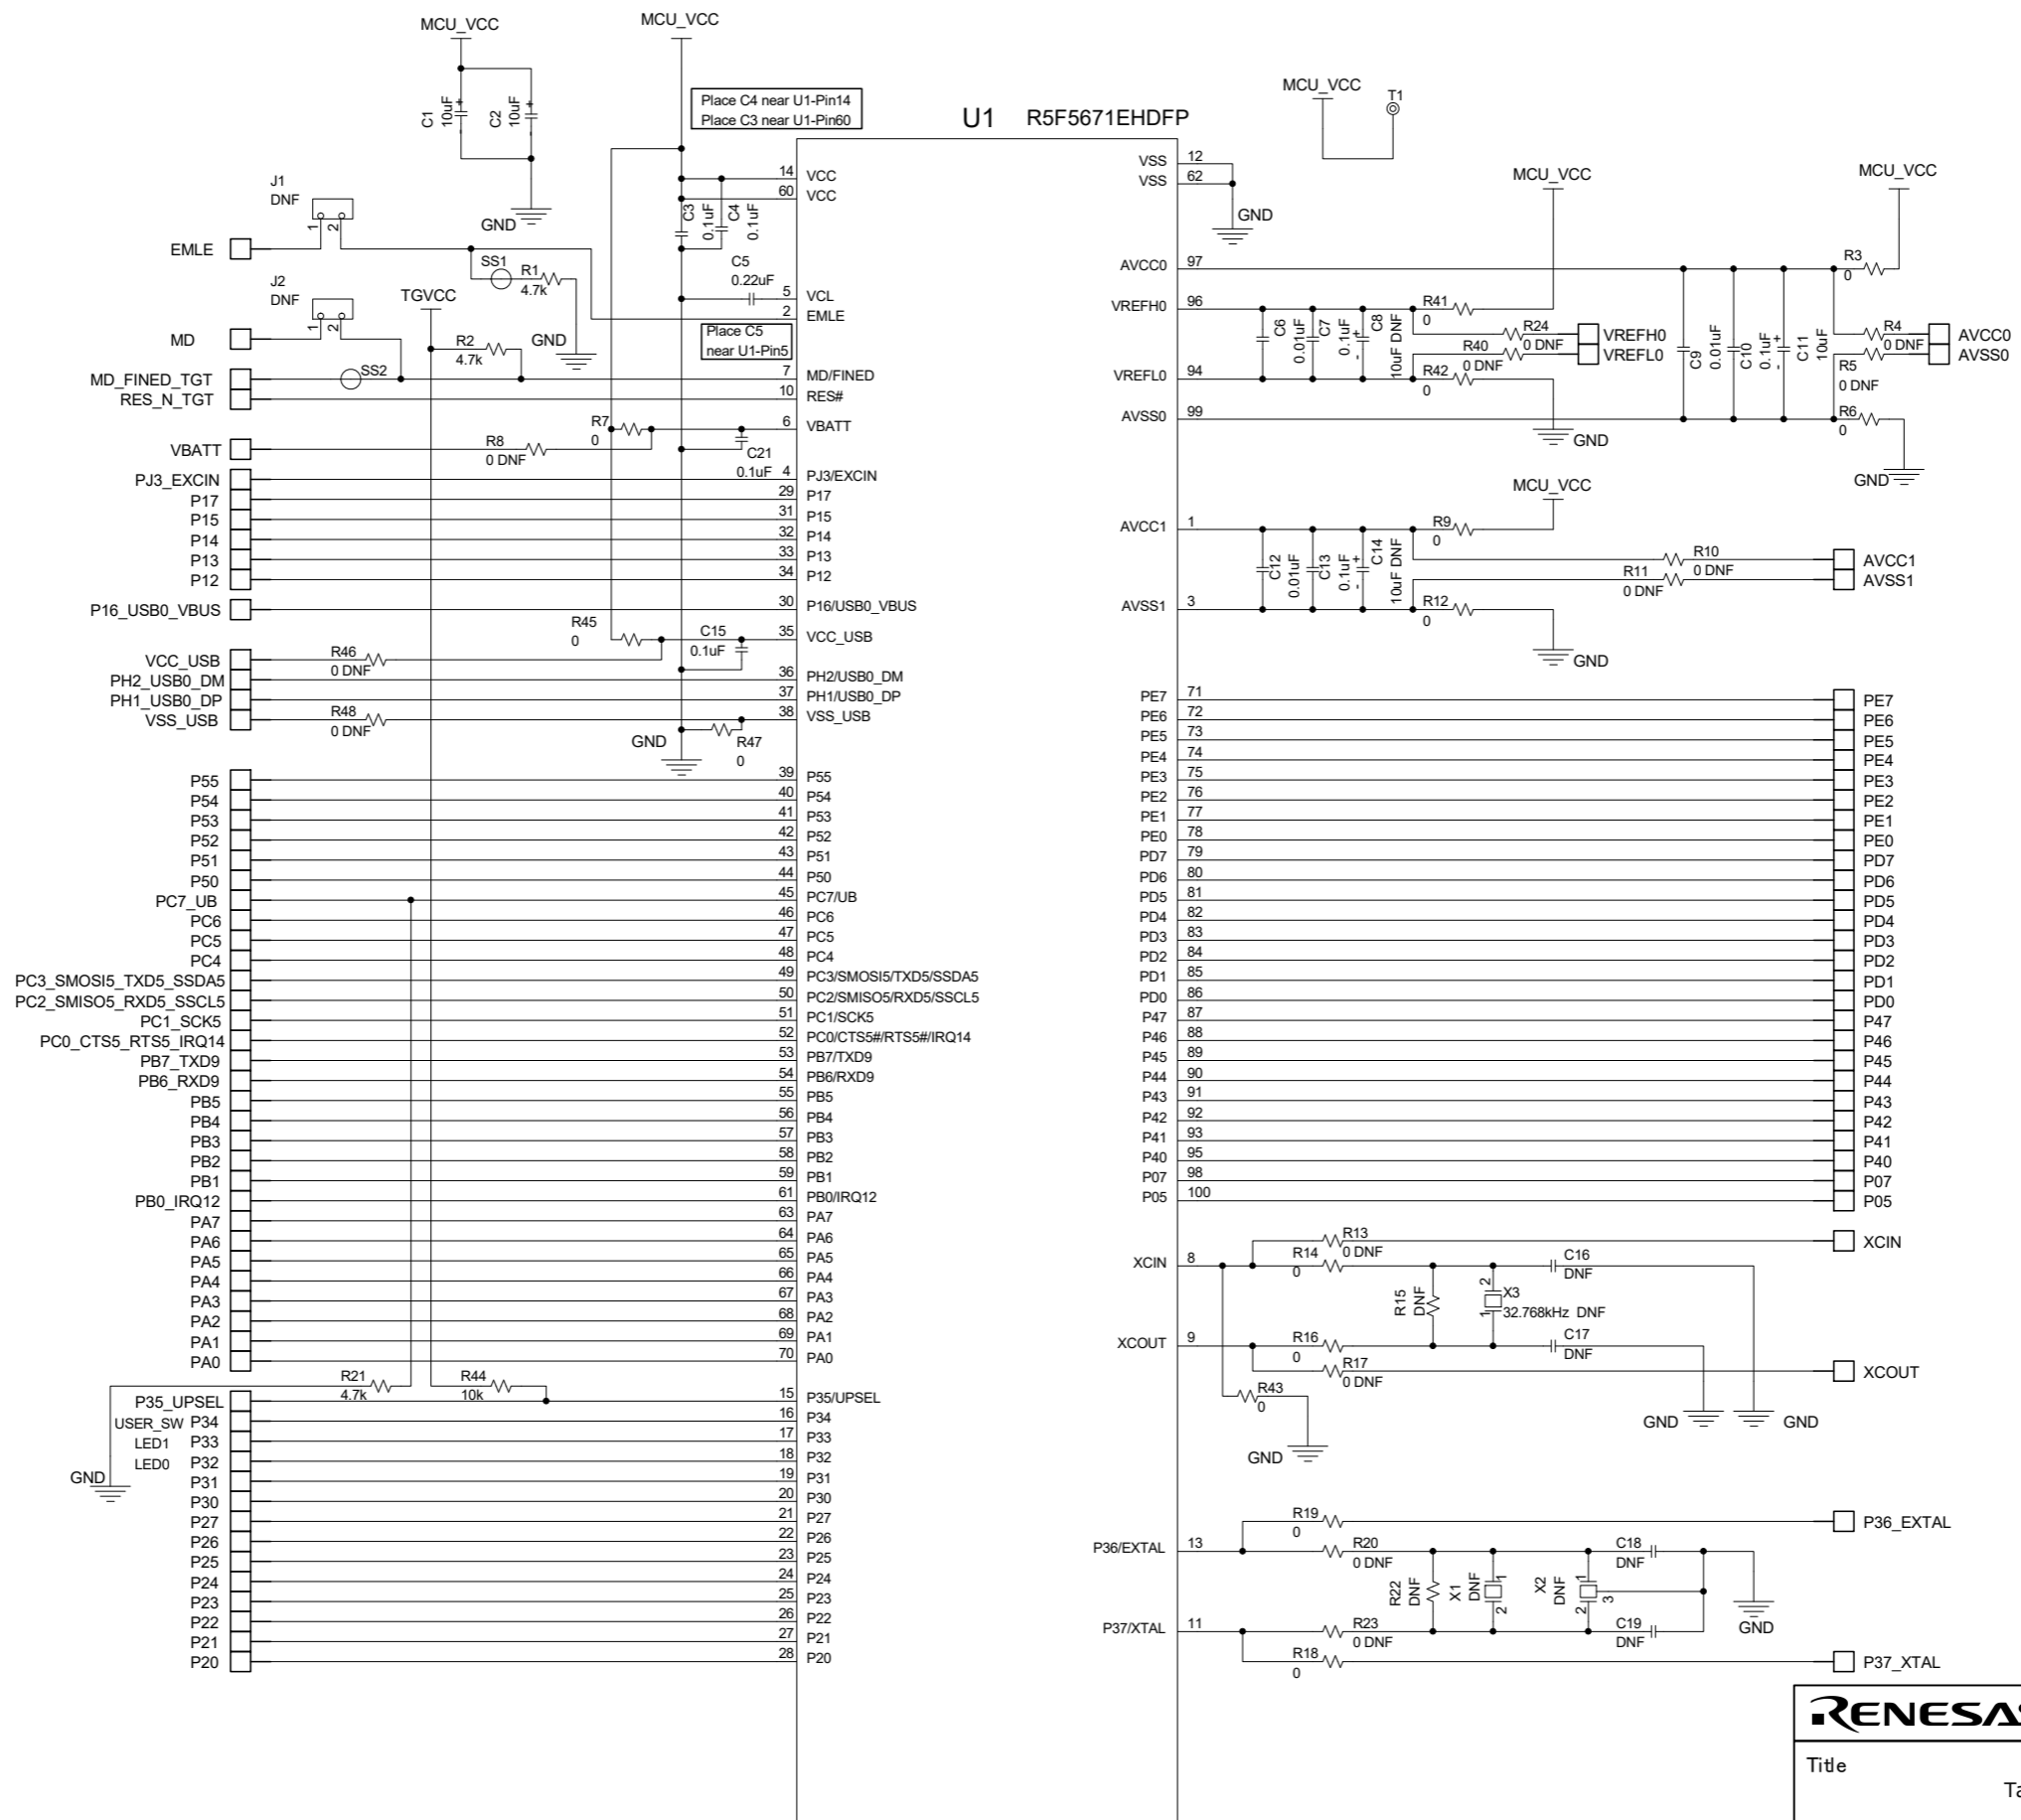 MCU_VCC
MCU_VCC
C1
10uF
+
C2
10uF
+
GND
Place C4 near U1-Pin14
Place C3 near U1-Pin60
U1 R5F5671EHDFP
MCU_VCC
T1
J1
DNF
1
2
EMLE
SS1
R1
4.7k
GND
J2
DNF
1
2
MD
TGVCC
R2
4.7k
MD_FINED_TGT
SS2
RES_N_TGT
C3
0.1uF
C4
0.1uF
C5
0.22uF
Place C5
near U1-Pin5
R7
0
VBATT
R8
0 DNF
C21
0.1uF
PJ3_EXCIN
P17
P15
P14
P13
P12
P16_USB0_VBUS
R45
0
C15
0.1uF
VCC_USB
R46
0 DNF
PH2_USB0_DM
PH1_USB0_DP
VSS_USB
R48
0 DNF
GND
R47
0
P55
P54
P53
P52
P51
P50
PC7_UB
PC6
PC5
PC4
PC3_SMOSI5_TXD5_SSDA5
PC2_SMISO5_RXD5_SSCL5
PC1_SCK5
PC0_CTS5_RTS5_IRQ14
PB7_TXD9
PB6_RXD9
PB5
PB4
PB3
PB2
PB1
PB0_IRQ12
PA7
PA6
PA5
PA4
PA3
PA2
PA1
PA0
R21
4.7k
R44
10k
P35_UPSEL
USER_SW P34
LED1 P33
LED0 P32
GND
P31
P30
P27
P26
P25
P24
P23
P22
P21
P20
14 VCC
60 VCC
5 VCL
2 EMLE
7 MD/FINED
10 RES#
6 VBATT
4 PJ3/EXCIN
29 P17
31 P15
32 P14
33 P13
34 P12
30 P16/USB0_VBUS
35 VCC_USB
36 PH2/USB0_DM
37 PH1/USB0_DP
38 VSS_USB
39 P55
40 P54
41 P53
42 P52
43 P51
44 P50
45 PC7/UB
46 PC6
47 PC5
48 PC4
49 PC3/SMOSI5/TXD5/SSDA5
50 PC2/SMISO5/RXD5/SSCL5
51 PC1/SCK5
52 PC0/CTS5#/RTS5#/IRQ14
53 PB7/TXD9
54 PB6/RXD9
55 PB5
56 PB4
57 PB3
58 PB2
59 PB1
61 PB0/IRQ12
63 PA7
64 PA6
65 PA5
66 PA4
67 PA3
68 PA2
69 PA1
70 PA0
15 P35/UPSEL
16 P34
17 P33
18 P32
19 P31
20 P30
21 P27
22 P26
23 P25
24 P24
25 P23
26 P22
27 P21
28 P20
VSS 12
VSS 62
GND
AVCC0 97
VREFH0 96
VREFL0 94
AVSS0 99
AVCC1 1
AVSS1 3
PE7 71
PE6 72
PE5 73
PE4 74
PE3 75
PE2 76
PE1 77
PE0 78
PD7 79
PD6 80
PD5 81
PD4 82
PD3 83
PD2 84
PD1 85
PD0 86
P47 87
P46 88
P45 89
P44 90
P43 91
P42 92
P41 93
P40 95
P07 98
P05 100
XCIN 8
XCOUT 9
P36/EXTAL 13
P37/XTAL 11
MCU_VCC
MCU_VCC
C6
0.01uF
C7
0.1uF
+
-
C8
10uF DNF
R41
0
R24
0 DNF
VREFH0
R40
0 DNF
VREFL0
R42
0
GND
C9
0.01uF
C10
0.1uF
+
-
C11
10uF
R3
0
R4
0 DNF
AVCC0
R5
0 DNF
AVSS0
R6
0
GND
MCU_VCC
C12
0.01uF
C13
0.1uF
+
-
C14
10uF DNF
R9
0
R10
0 DNF
AVCC1
R11
0 DNF
AVSS1
R12
0
GND
PE7
PE6
PE5
PE4
PE3
PE2
PE1
PE0
PD7
PD6
PD5
PD4
PD3
PD2
PD1
PD0
P47
P46
P45
P44
P43
P42
P41
P40
P07
P05
R13
0 DNF
XCIN
R14
0
R15
DNF
2
1
X3
32.768kHz DNF
C16
DNF
C17
DNF
R16
0
R17
0 DNF
XCOUT
R43
0
GND
GND
GND
R19
0
P36_EXTAL
R20
0 DNF
R22
DNF
X1
DNF
1
2
X2
DNF
1
2
3
C18
DNF
C19
DNF
GND
R23
0 DNF
R18
0
P37_XTAL
RENESAS
Title